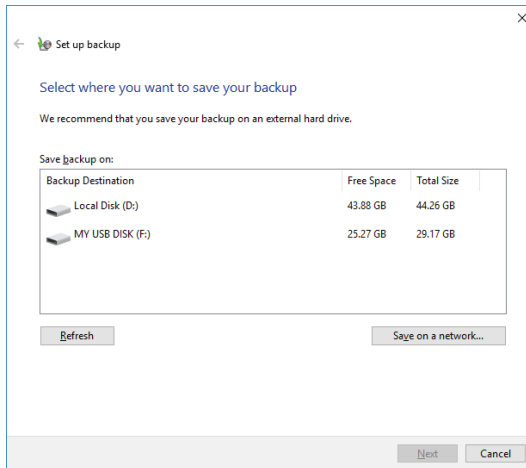 Set up backup
Select where you want to save your backup
We recommend that you save your backup on an external hard drive.
Save backup on:
Backup Destination Free Space Total Size
Local Disk (D:) 43.88 GB 44.26 GB
MY USB DISK (F:) 25.27 GB 29.17 GB
Refresh Save on a network...
Next Cancel